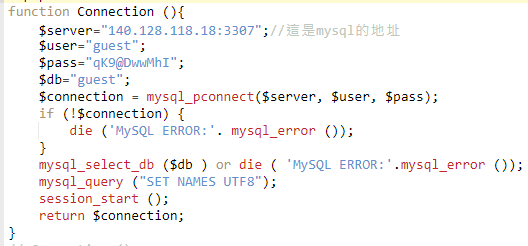 function Connection (){
$server="140.128.118.18:3307";//這是mysql的地址
$user="guest";
$pass="qK9@DwwMhI";
$db="guest";
$connection = mysql_pconnect($server, $user, $pass);
if (!$connection) {
die ('MySQL ERROR:'. mysql_error ());
}
mysql_select_db ($db ) or die ( 'MySQL ERROR:'.mysql_error ());
mysql_query ("SET NAMES UTF8");
session_start ();
return $connection;
}